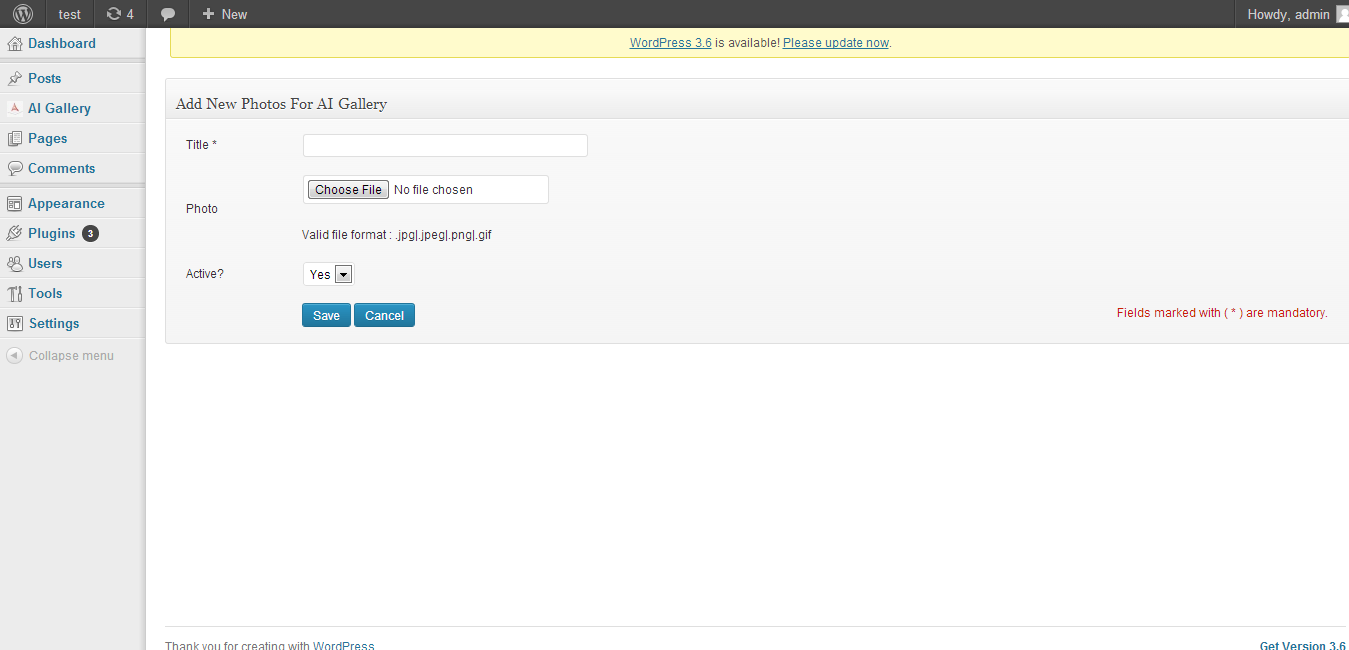 test 4 + New Howdy, admin
Dashboard
WordPress 3.6 is available! Please update now.
Posts
AI Gallery
Pages
Comments
Appearance
Plugins 3
Users
Tools
Settings
Collapse menu
Add New Photos For AI Gallery
Title *
Choose File No file chosen
Photo
Valid file format : .jpg|.jpeg|.png|.gif
Active? Yes
Save Cancel
Fields marked with ( * ) are mandatory.
Thank you for creating with WordPress
Get Version 3.6